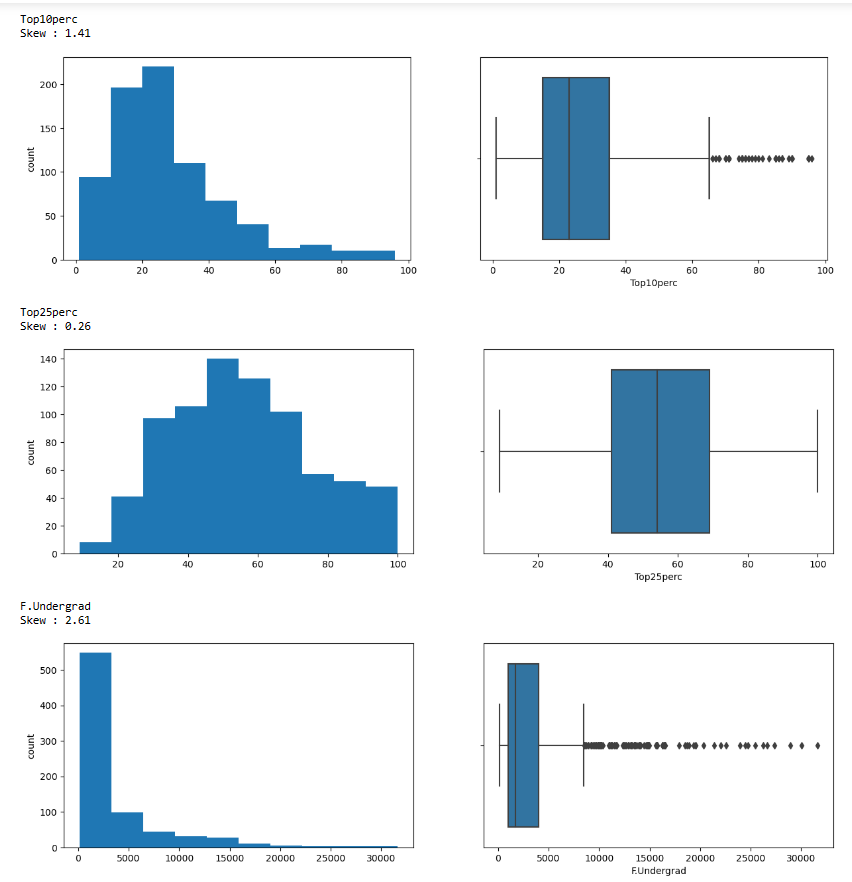 Top10perc
Skew : 1.41
200
150
100
50
0
count
0 20 40 60 80 100
0 20 40 60 80 100
Top10perc
Top25perc
Skew : 0.26
140
120
100
80
60
40
20
0
count
20 40 60 80 100
20 40 60 80 100
Top25perc
F.Undergrad
Skew : 2.61
500
400
300
200
100
0
count
0 5000 10000 15000 20000 25000 30000
0 5000 10000 15000 20000 25000 30000
F.Undergrad